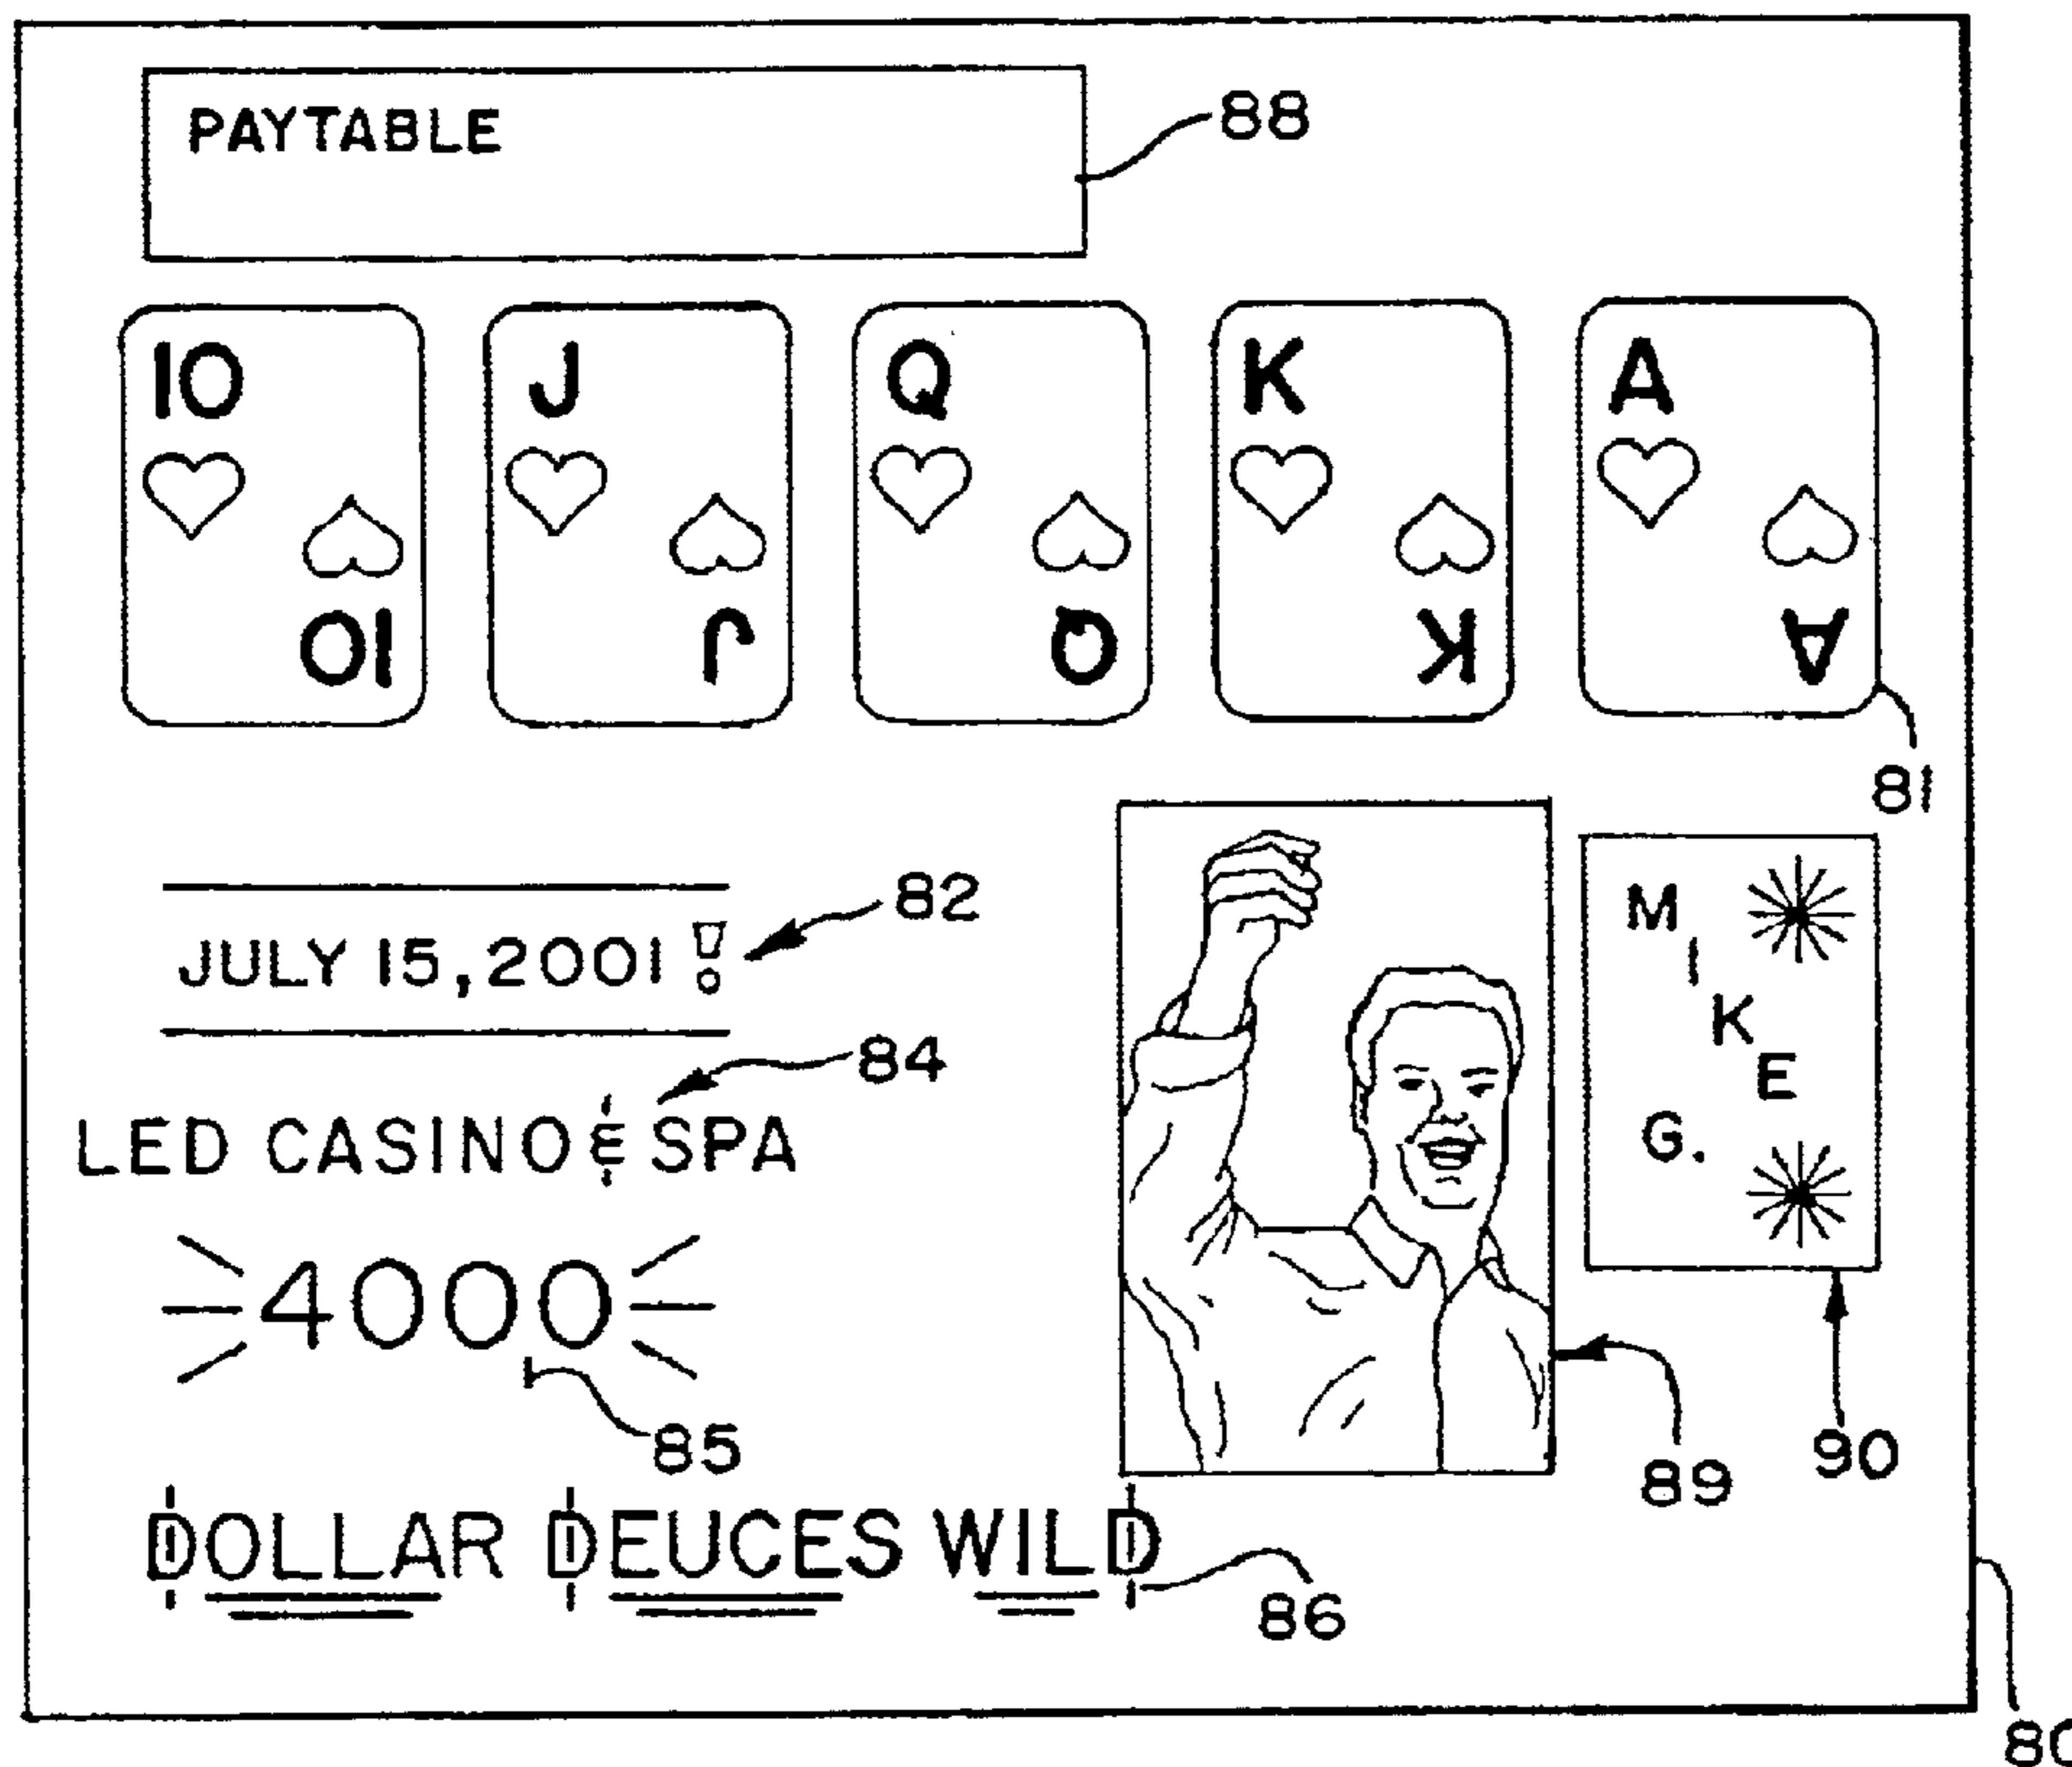 PAYTABLE
88
10 J Q K A
10 J Q K A
81
82
JULY 15, 2001!
84
LED CASINO & SPA
4000
85
MIKE
G.
89
90
DOLLAR DEUCES WILD
86